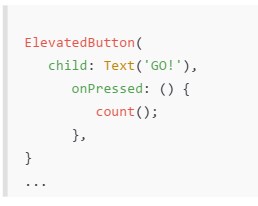 ElevatedButton(
   child: Text('GO!'),
      onPressed: () {
         count();
      },
}
...